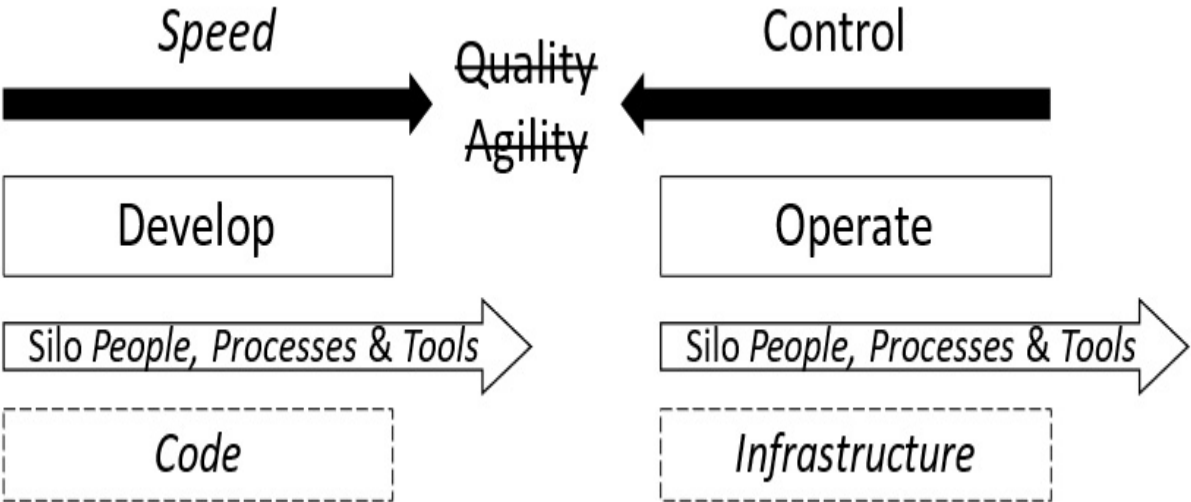 Speed
Control
Quality
Agility
Develop
Operate
Silo People, Processes & Tools
Silo People, Processes & Tools
Code
Infrastructure